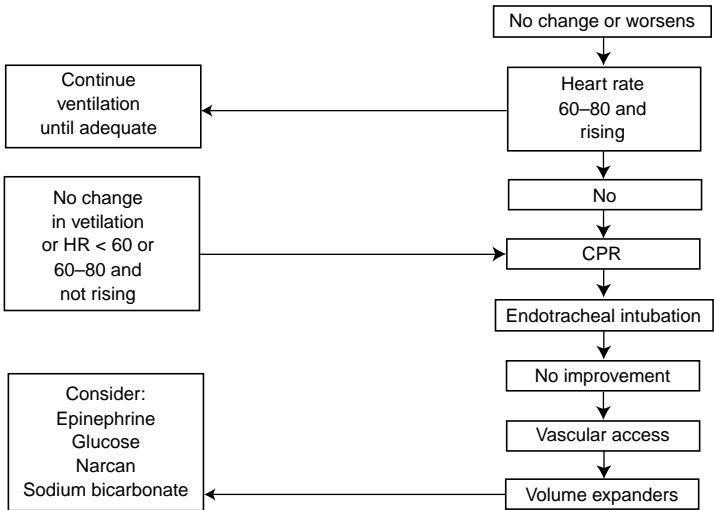 No change or worsens
Continue
ventilation
until adequate
Heart rate
60–80 and
rising
No
No change
in vetilation
or HR < 60 or
60–80 and
not rising
CPR
Endotracheal intubation
No improvement
Consider:
Epinephrine
Glucose
Narcan
Sodium bicarbonate
Vascular access
Volume expanders